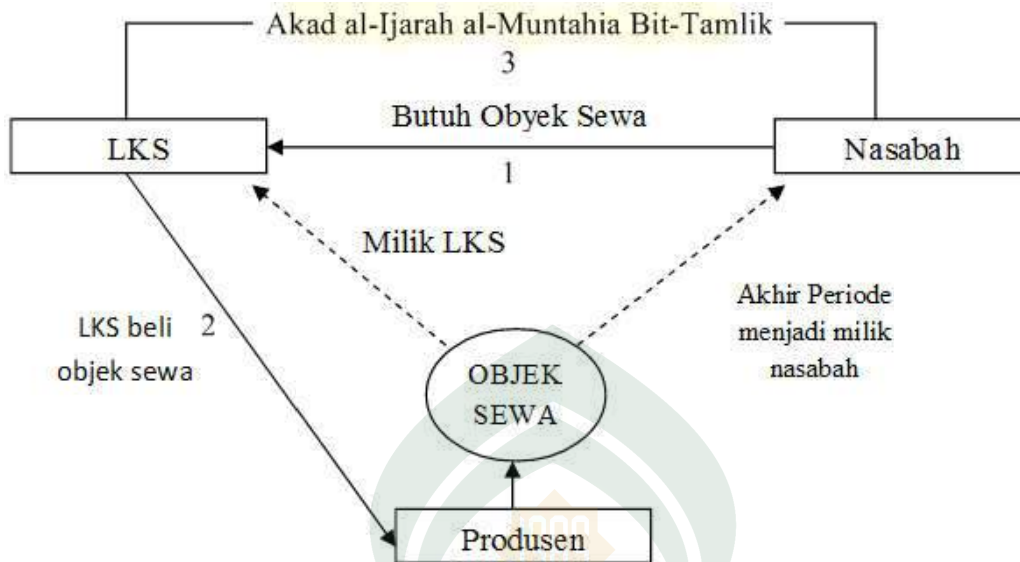 Akad al-Ijarah al-Muntahia Bit-Tamlik
3
Butuh Obyek Sewa
LKS
Nasabah
1
Milik LKS
Akhir Periode
menjadi milik
nasabah
LKS beli
2
objek sewa
OBJEK
SEWA
Produsen